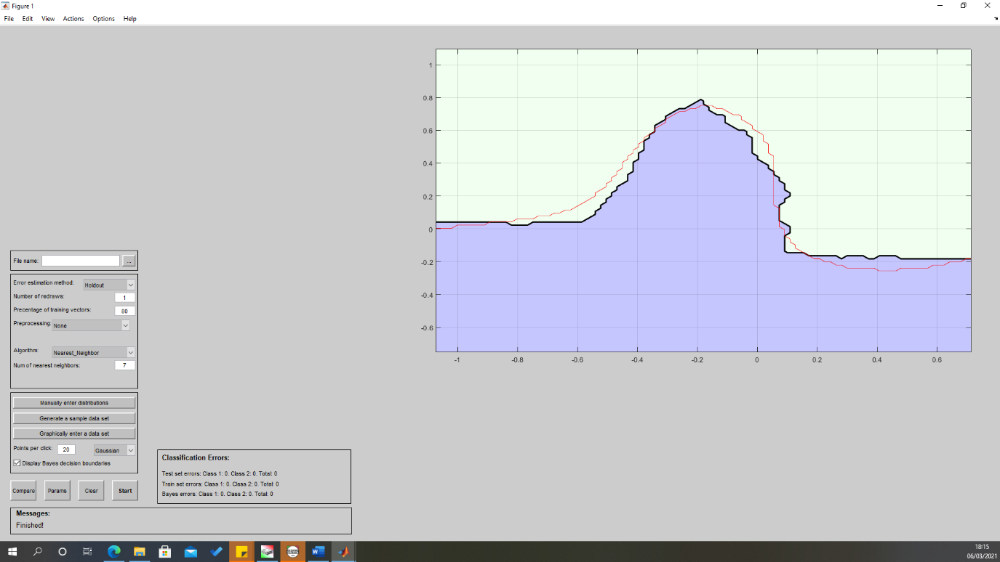 Figure 1
File Edit View Actions Options Help
1
0.8
0.6
0.4
0.2
0
-0.2
-0.4
-0.6
-1 -0.8 -0.6 -0.4 -0.2 0 0.2 0.4 0.6
File name: ...
Error estimation method: Holdout
Number of redraws: 1
Precentage of training vectors: 80
Preprocessing: None
Algorithm: Nearest_Neighbor
Num of nearest neighbors: 7
Manually enter distributions
Generate a sample data set
Graphically enter a data set
Points per click: 20 Gaussian
Display Bayes decision boundaries
Compare Params Clear Start
Classification Errors:
Test set errors: Class 1: 0. Class 2: 0. Total: 0
Train set errors: Class 1: 0. Class 2: 0. Total: 0
Bayes errors: Class 1: 0. Class 2: 0. Total: 0
Messages:
Finished!
18:15
06/03/2021